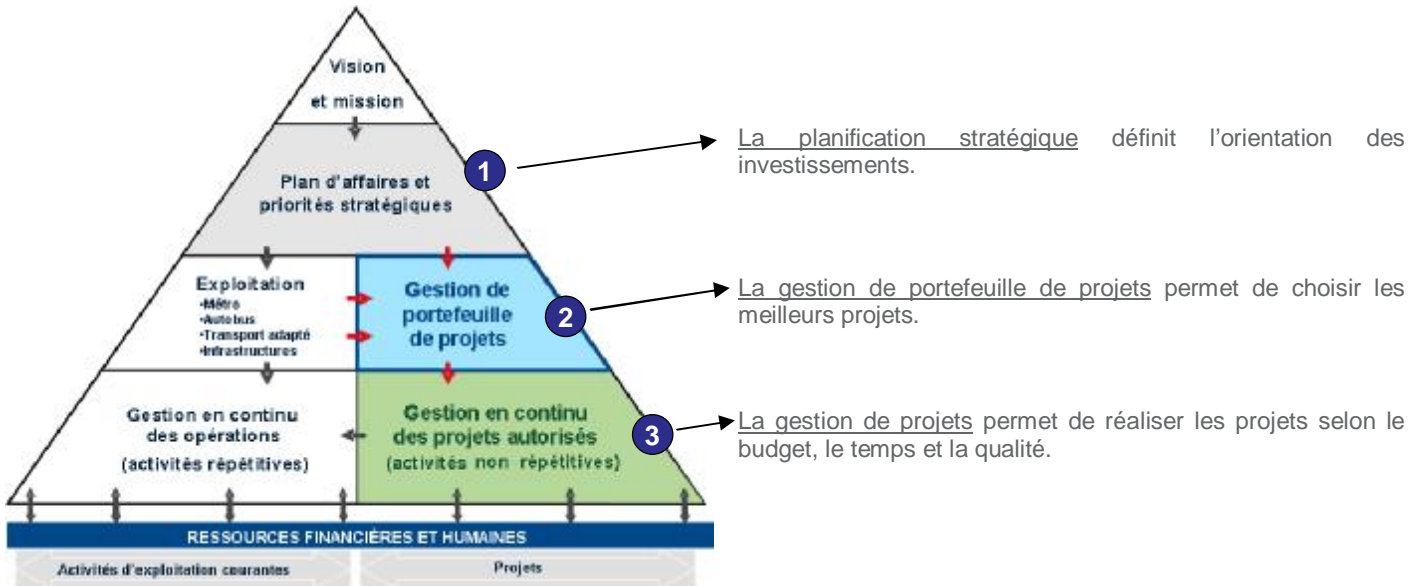 Vision
et mission
1
Plan d'affaires et
priorités stratégiques
La planification stratégique définit l'orientation des
investissements.
Exploitation
•Métro
•Autobus
•Transport adapté
•Infrastructures
Gestion de
portefeuille
de projets
2
La gestion de portefeuille de projets permet de choisir les
meilleurs projets.
Gestion en continu
des opérations
(activités répétitives)
Gestion en continu
des projets autorisés
(activités non répétitives)
3
La gestion de projets permet de réaliser les projets selon le
budget, le temps et la qualité.
RESSOURCES FINANCIÈRES ET HUMAINES
Activités d'exploitation courantes
Projets